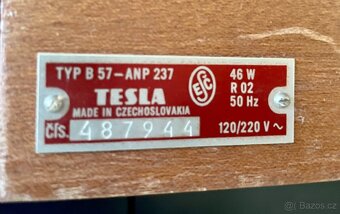 TYP B 57-ANP 237
46 W
TESLA
ESČ
R 02
50 Hz
MADE IN CZECHOSLOVAKIA
čís. 487944
120/220 V ~
© Bazos.cz